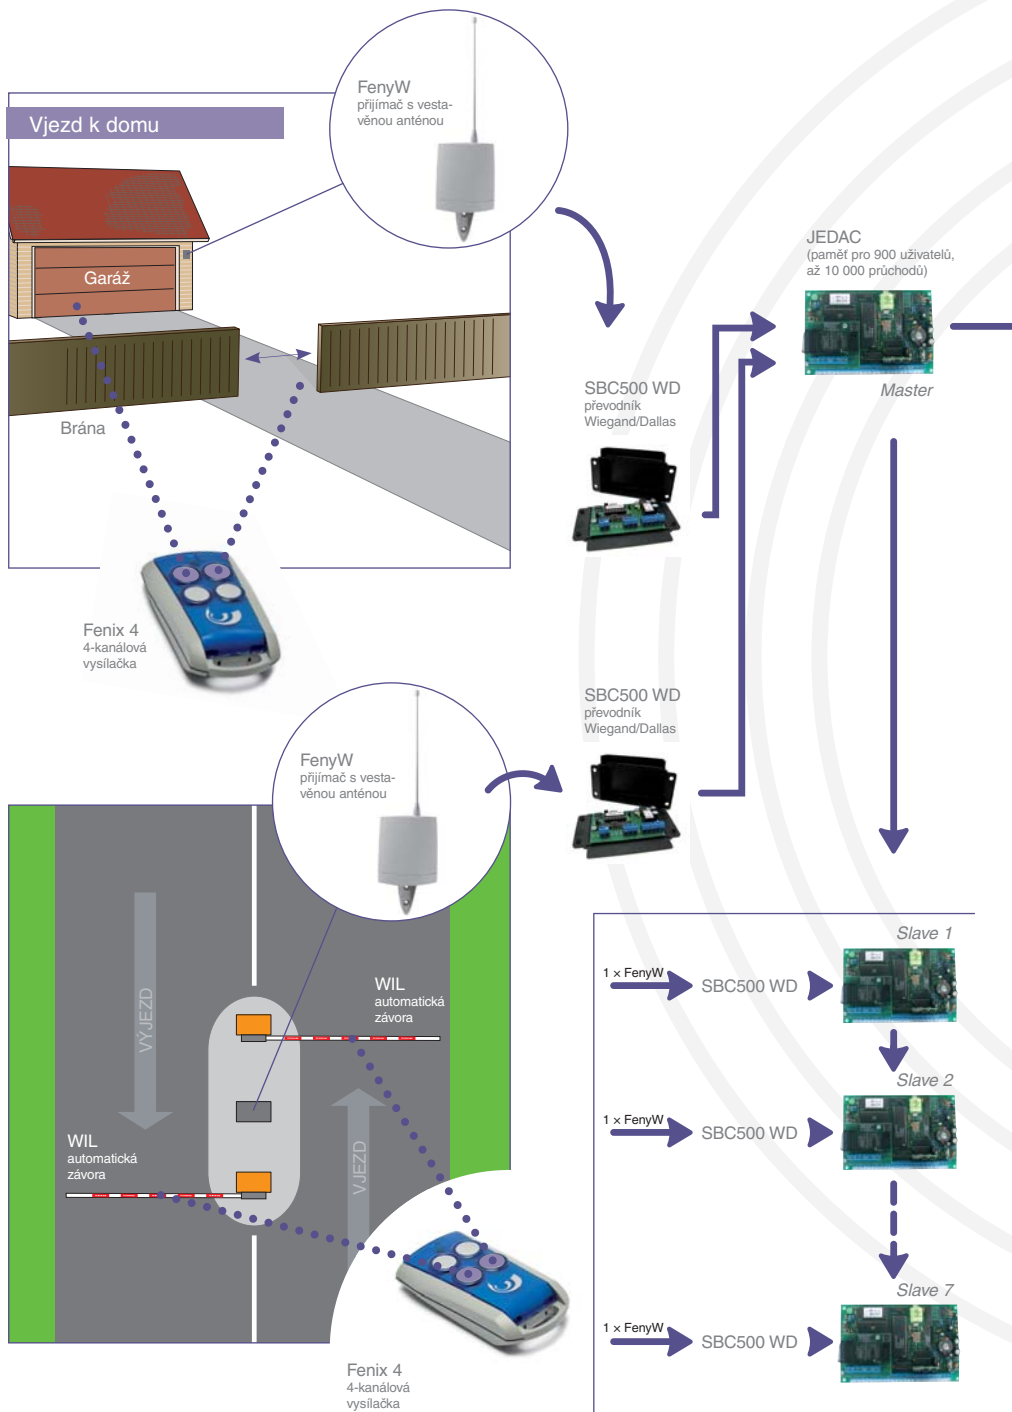 FenyW
přijímač s vesta-
věnou anténou
Vjezd k domu
Garáž
Brána
Fenix 4
4-kanálová
vysílačka
JEDAC
(paměť pro 900 uživatelů,
až 10 000 průchodů)
Master
SBC500 WD
převodník
Wiegand/Dallas
SBC500 WD
převodník
Wiegand/Dallas
FenyW
přijímač s vesta-
věnou anténou
VÝJEZD
WIL
automatická
závora
WIL
automatická
závora
VJEZD
Fenix 4
4-kanálová
vysílačka
Slave 1
1 × FenyW
SBC500 WD
Slave 2
1 × FenyW
SBC500 WD
Slave 7
1 × FenyW
SBC500 WD